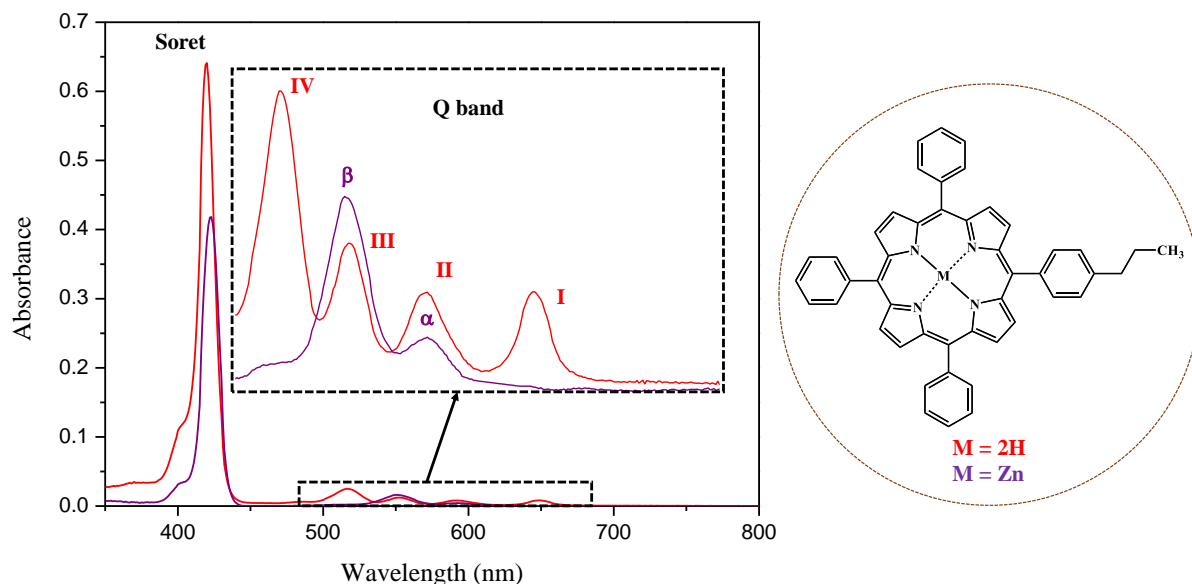 Soret
Q band
IV
β
III
II
α
I
0.7
0.6
0.5
0.4
0.3
0.2
0.1
0.0
Absorbance
400
500
600
700
800
Wavelength (nm)
N
N
M
N
N
CH₃
M = 2H
M = Zn